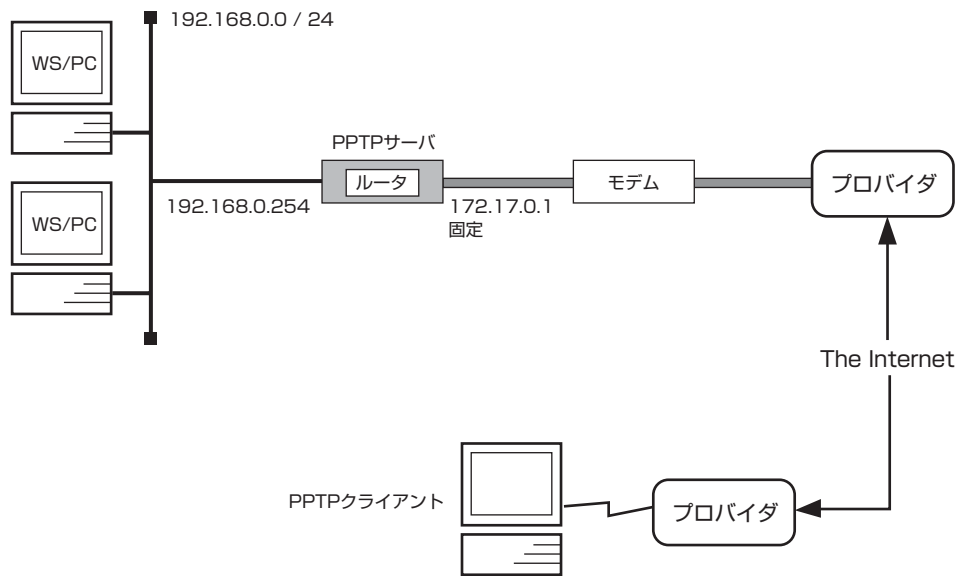 192.168.0.0 / 24
WS/PC
PPTPサーバ
ルータ
モデム
プロバイダ
192.168.0.254
172.17.0.1
固定
WS/PC
The Internet
PPTPクライアント
プロバイダ